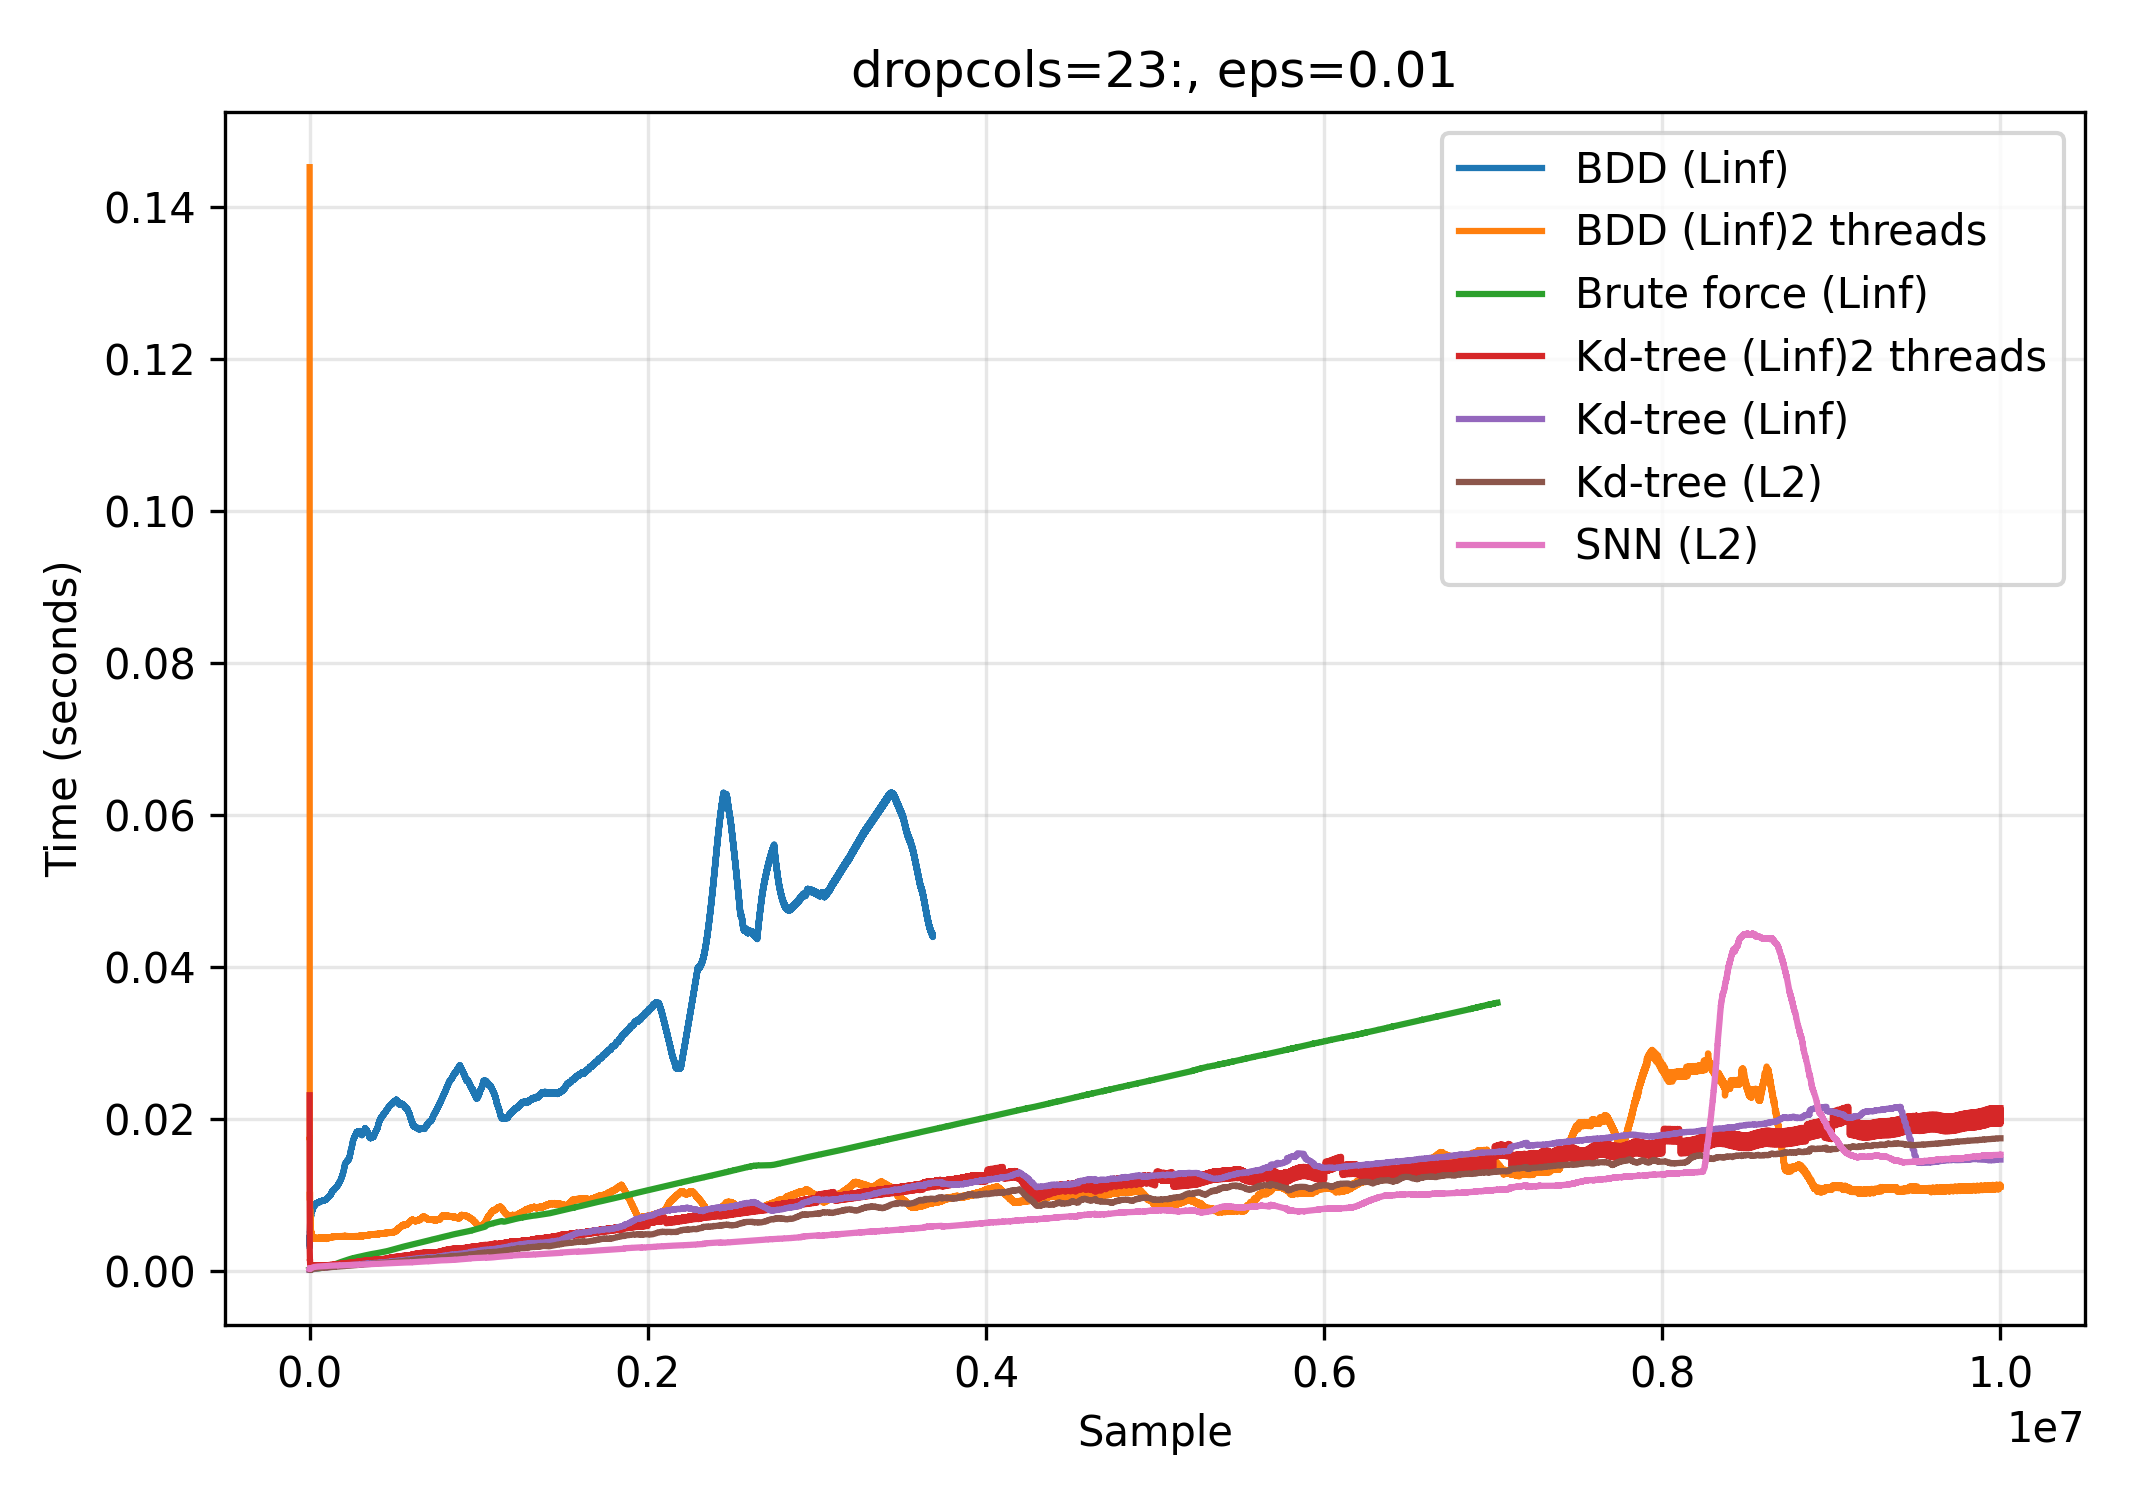 dropcols=23:, eps=0.01
BDD (Linf)
BDD (Linf)2 threads
Brute force (Linf)
Kd-tree (Linf)2 threads
Kd-tree (Linf)
Kd-tree (L2)
SNN (L2)
Time (seconds)
0.14
0.12
0.10
0.08
0.06
0.04
0.02
0.00
0.0 0.2 0.4 0.6 0.8 1.0
Sample
1e7